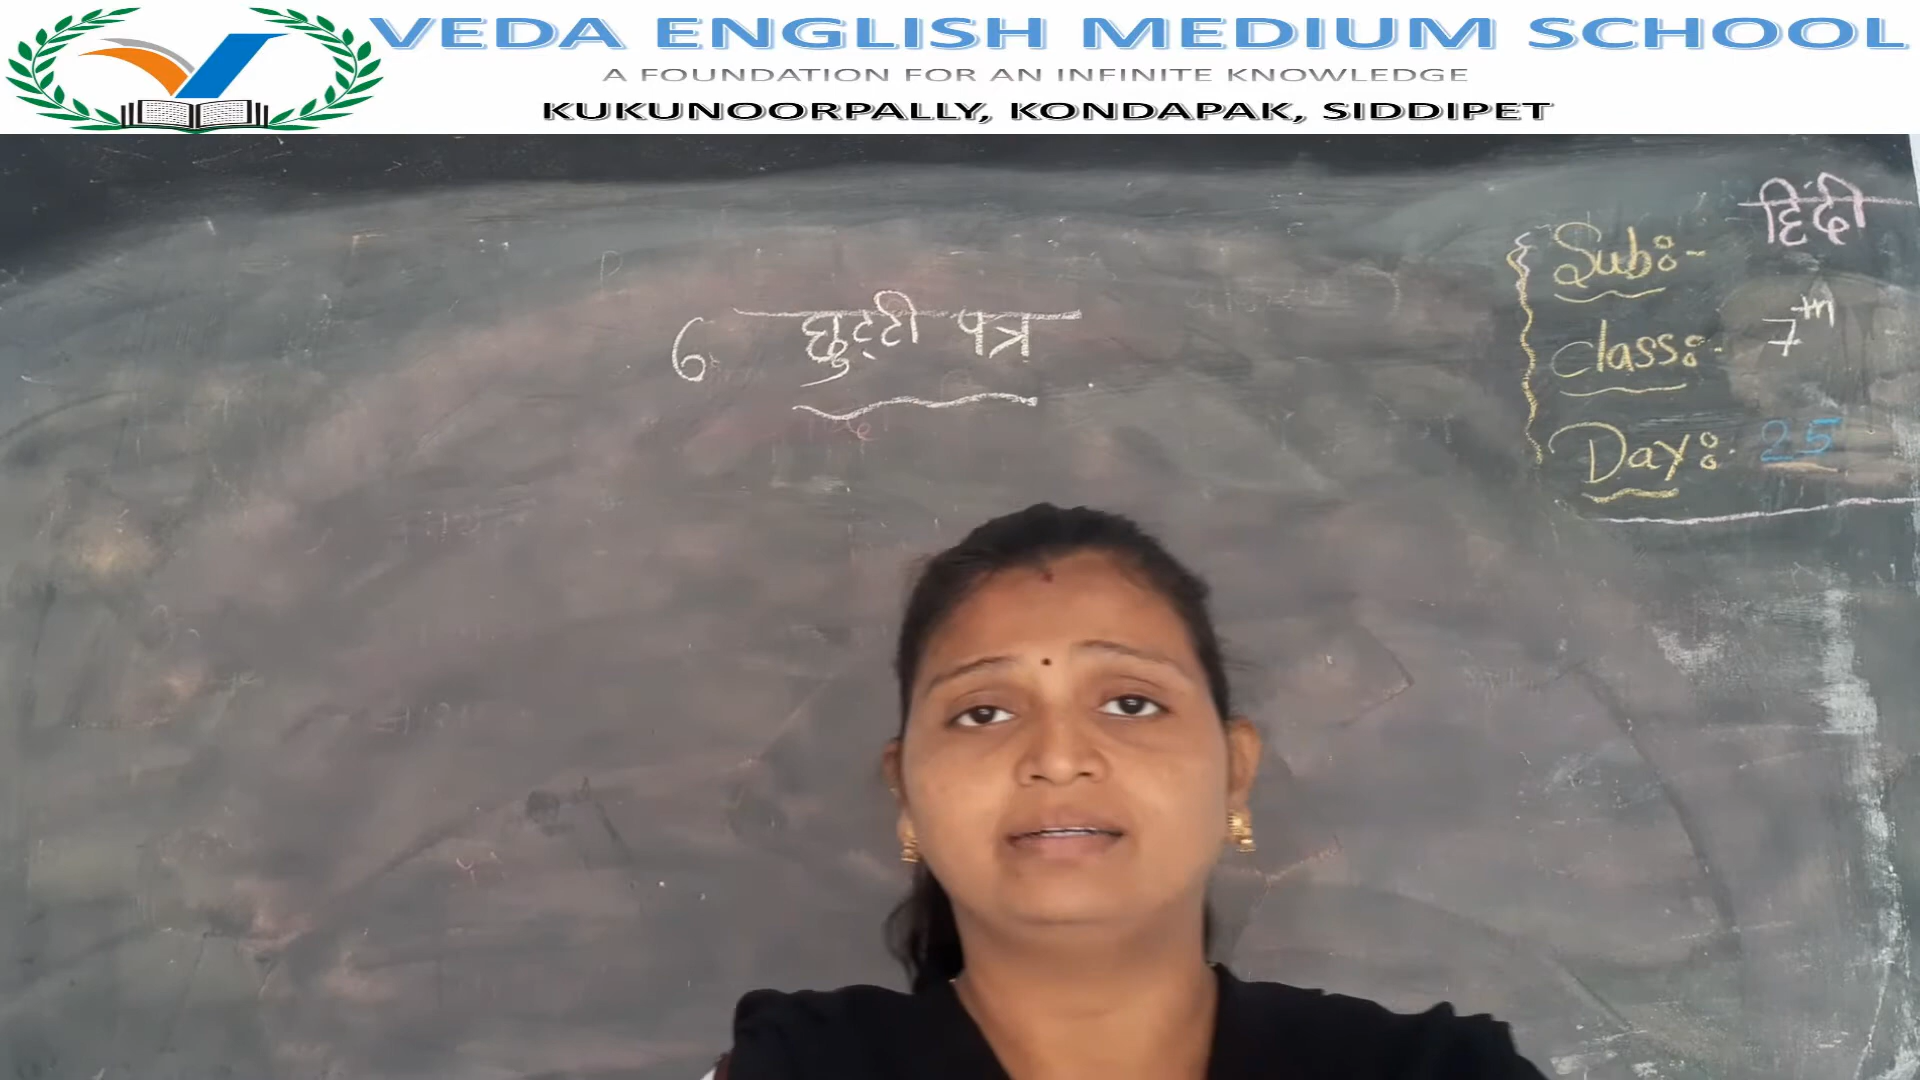 VEDA ENGLISH MEDIUM SCHOOL
A FOUNDATION FOR AN INFINITE KNOWLEDGE
KUKUNOORPALLY, KONDAPAK, SIDDIPET
Sub:- हिंदी
Class:- 7th
Day:- 25
6 छुट्टी पत्र